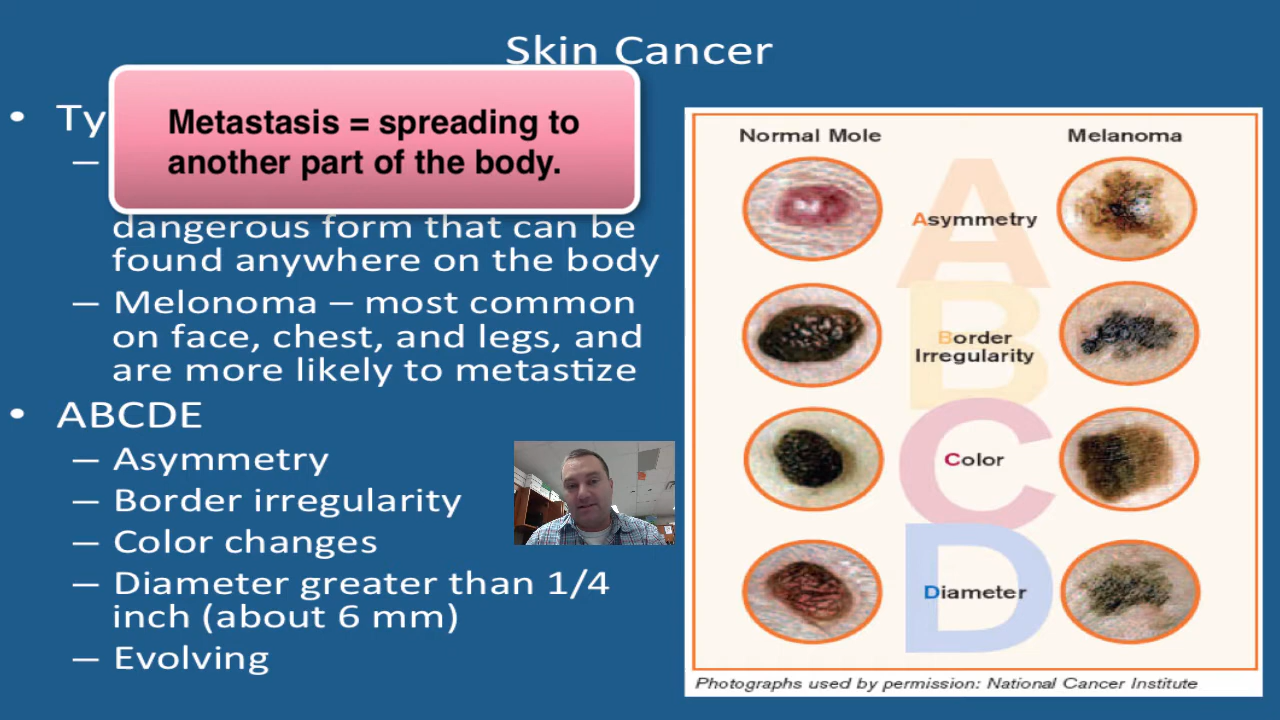 Skin Cancer
• Ty
Metastasis = spreading to
another part of the body.
–
dangerous form that can be
found anywhere on the body
– Melonoma – most common
on face, chest, and legs, and
are more likely to metastize
• ABCDE
– Asymmetry
– Border irregularity
– Color changes
– Diameter greater than 1/4
inch (about 6 mm)
– Evolving
Normal Mole
Melanoma
A
Asymmetry
B
Border
Irregularity
C
Color
D
Diameter
Photographs used by permission: National Cancer Institute